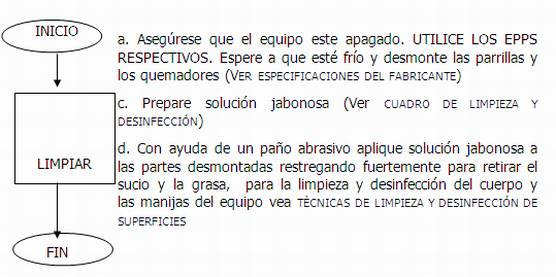 INICIO
a. Asegúrese que el equipo este apagado. UTILICE LOS EPPS
RESPECTIVOS. Espere a que esté frío y desmonte las parrillas y
los quemadores (VER ESPECIFICACIONES DEL FABRICANTE)
c. Prepare solución jabonosa (Ver CUADRO DE LIMPIEZA Y
DESINFECCIÓN)
d. Con ayuda de un paño abrasivo aplique solución jabonosa a
LIMPIAR
las partes desmontadas restregando fuertemente para retirar el
sucio y la grasa, para la limpieza y desinfección del cuerpo y
las manijas del equipo vea TÉCNICAS DE LIMPIEZA Y DESINFECCIÓN DE
SUPERFICIES
FIN